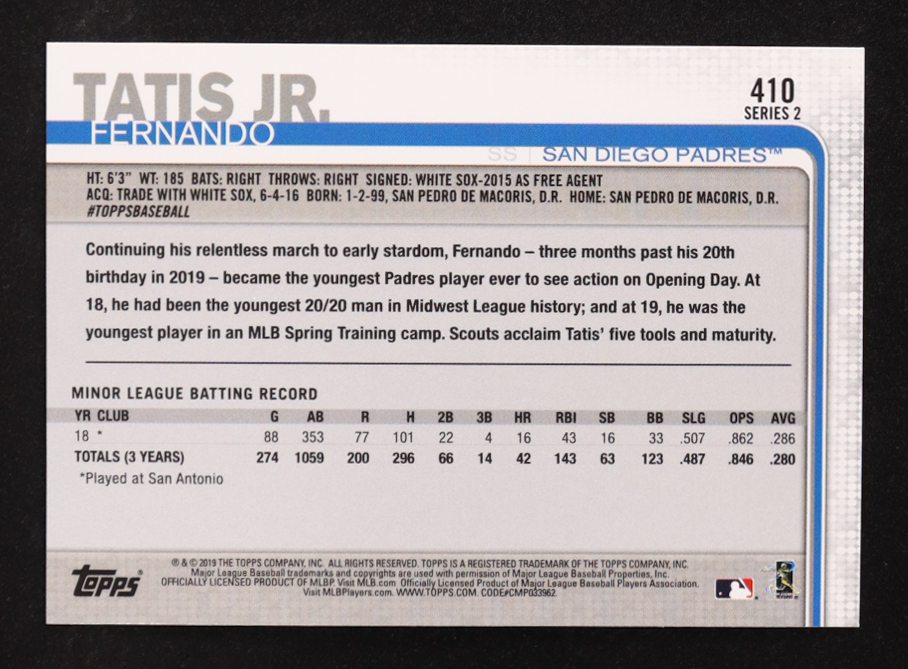 TATIS JR.
FERNANDO
410
SERIES 2
SS | SAN DIEGO PADRES™
HT: 6'3" WT: 185 BATS: RIGHT THROWS: RIGHT SIGNED: WHITE SOX-2015 AS FREE AGENT
ACQ: TRADE WITH WHITE SOX, 6-4-16 BORN: 1-2-99, SAN PEDRO DE MACORIS, D.R. HOME: SAN PEDRO DE MACORIS, D.R.
#TOPPSBASEBALL
Continuing his relentless march to early stardom, Fernando – three months past his 20th
birthday in 2019 – became the youngest Padres player ever to see action on Opening Day. At
18, he had been the youngest 20/20 man in Midwest League history; and at 19, he was the
youngest player in an MLB Spring Training camp. Scouts acclaim Tatis' five tools and maturity.
MINOR LEAGUE BATTING RECORD
YR CLUB G AB R H 2B 3B HR RBI SB BB SLG OPS AVG
18 * 88 353 77 101 22 4 16 43 16 33 .507 .862 .286
TOTALS (3 YEARS) 274 1059 200 296 66 14 42 143 63 123 .487 .846 .280
*Played at San Antonio
Topps®
® & © 2019 THE TOPPS COMPANY, INC. ALL RIGHTS RESERVED. TOPPS IS A REGISTERED TRADEMARK OF THE TOPPS COMPANY, INC.
Major League Baseball trademarks and copyrights are used with permission of Major League Baseball Properties, Inc.
OFFICIALLY LICENSED PRODUCT OF MLBP. Visit MLB.com Officially Licensed Product of Major League Baseball Players Association.
Visit MLBPlayers.com. WWW.TOPPS.COM. CODE#CMP033962.